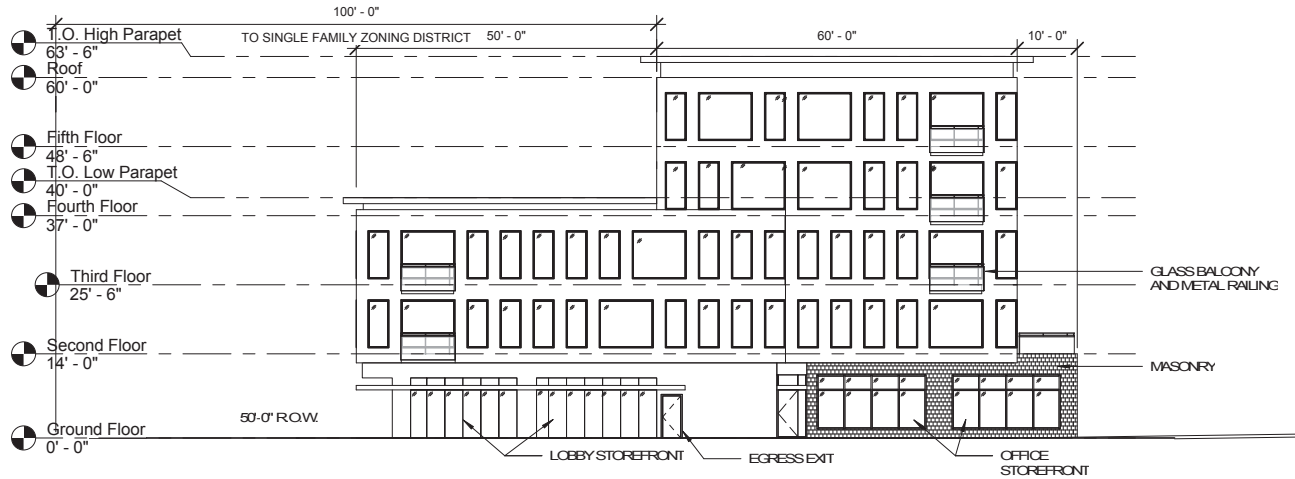 100' - 0"
T.O. High Parapet
63' - 6"
TO SINGLE FAMILY ZONING DISTRICT
50' - 0"
60' - 0"
10' - 0"
Roof
60' - 0"
Fifth Floor
48' - 6"
T.O. Low Parapet
40' - 0"
Fourth Floor
37' - 0"
Third Floor
25' - 6"
GLASS BALCONY
AND METAL RAILING
Second Floor
14' - 0"
MASONRY
50'-0" R.O.W.
Ground Floor
0' - 0"
LOBBY STOREFRONT
EGRESS EXIT
OFFICE
STOREFRONT